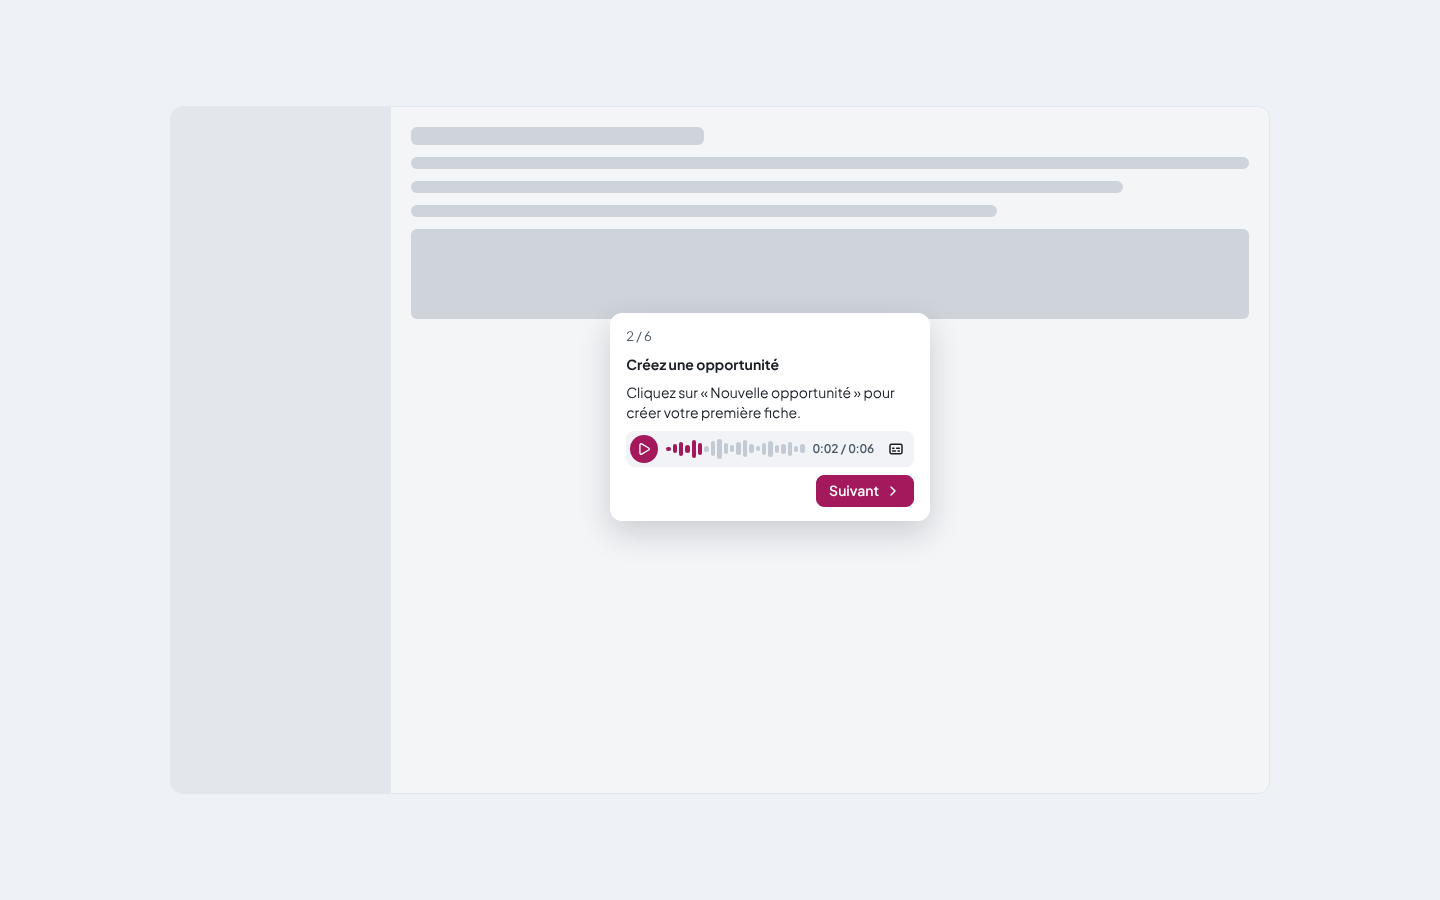 2 / 6
Créez une opportunité
Cliquez sur « Nouvelle opportunité » pour
créer votre première fiche.
0:02 / 0:06
Suivant